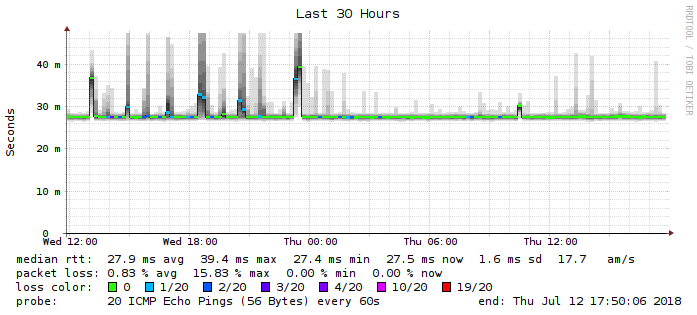 Last 30 Hours
RRDTOOL / TOBI OETIKER
Seconds
40 m
30 m
20 m
10 m
0
Wed 12:00 Wed 18:00 Thu 00:00 Thu 06:00 Thu 12:00
median rtt: 27.9 ms avg 39.4 ms max 27.4 ms min 27.5 ms now 1.6 ms sd 17.7 am/s
packet loss: 0.83 % avg 15.83 % max 0.00 % min 0.00 % now
loss color: 0 1/20 2/20 3/20 4/20 10/20 19/20
probe: 20 ICMP Echo Pings (56 Bytes) every 60s end: Thu Jul 12 17:50:06 2018